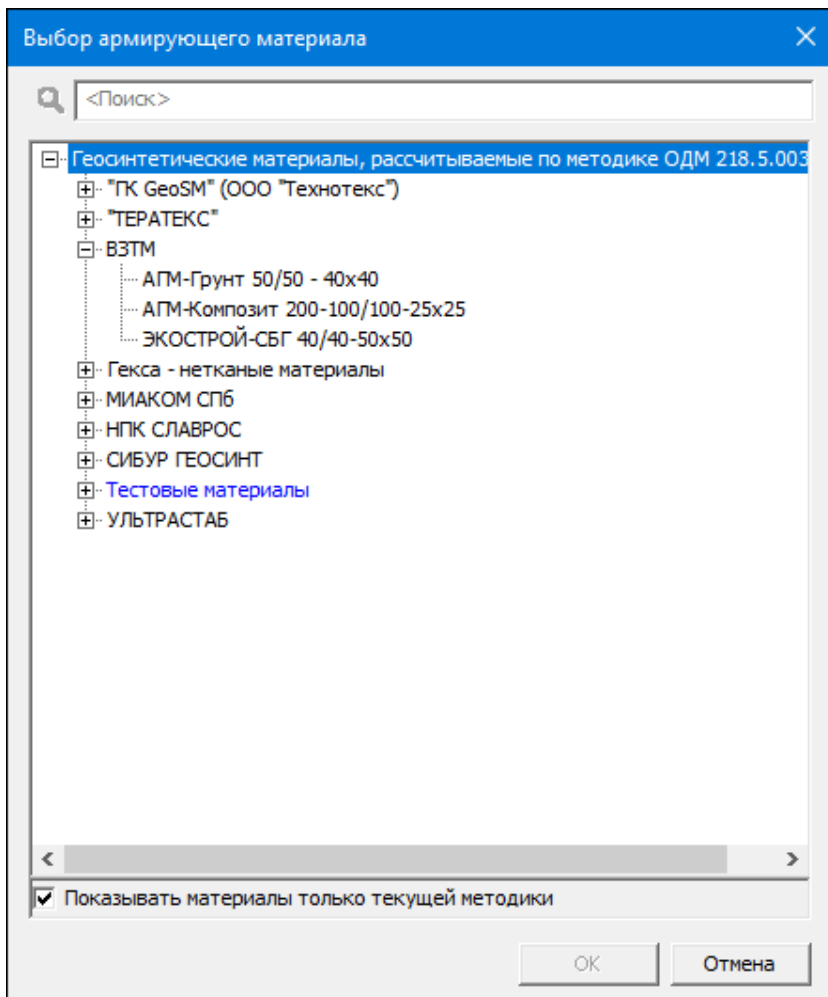 Выбор армирующего материала
<Поиск>
Геосинтетические материалы, рассчитываемые по методике ОДМ 218.5.003
"ГК GeoSM" (ООО "Технотекс")
"ТЕРАТЕКС"
ВЗТМ
АГМ-Грунт 50/50 - 40x40
АГМ-Композит 200-100/100-25x25
ЭКОСТРОЙ-СБГ 40/40-50x50
Гекса - нетканые материалы
МИАКОМ СПб
НПК СЛАВРОС
СИБУР ГЕОСИНТ
Тестовые материалы
УЛЬТРАСТАБ
Показывать материалы только текущей методики
ОК
Отмена